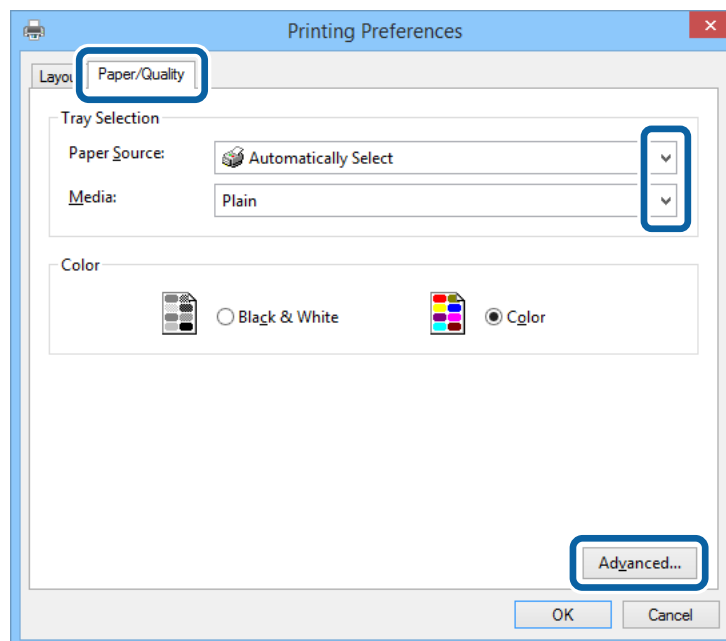 Printing Preferences
Layou Paper/Quality
Tray Selection
Paper Source: Automatically Select
Media: Plain
Color
Black & White Color
Advanced...
OK Cancel